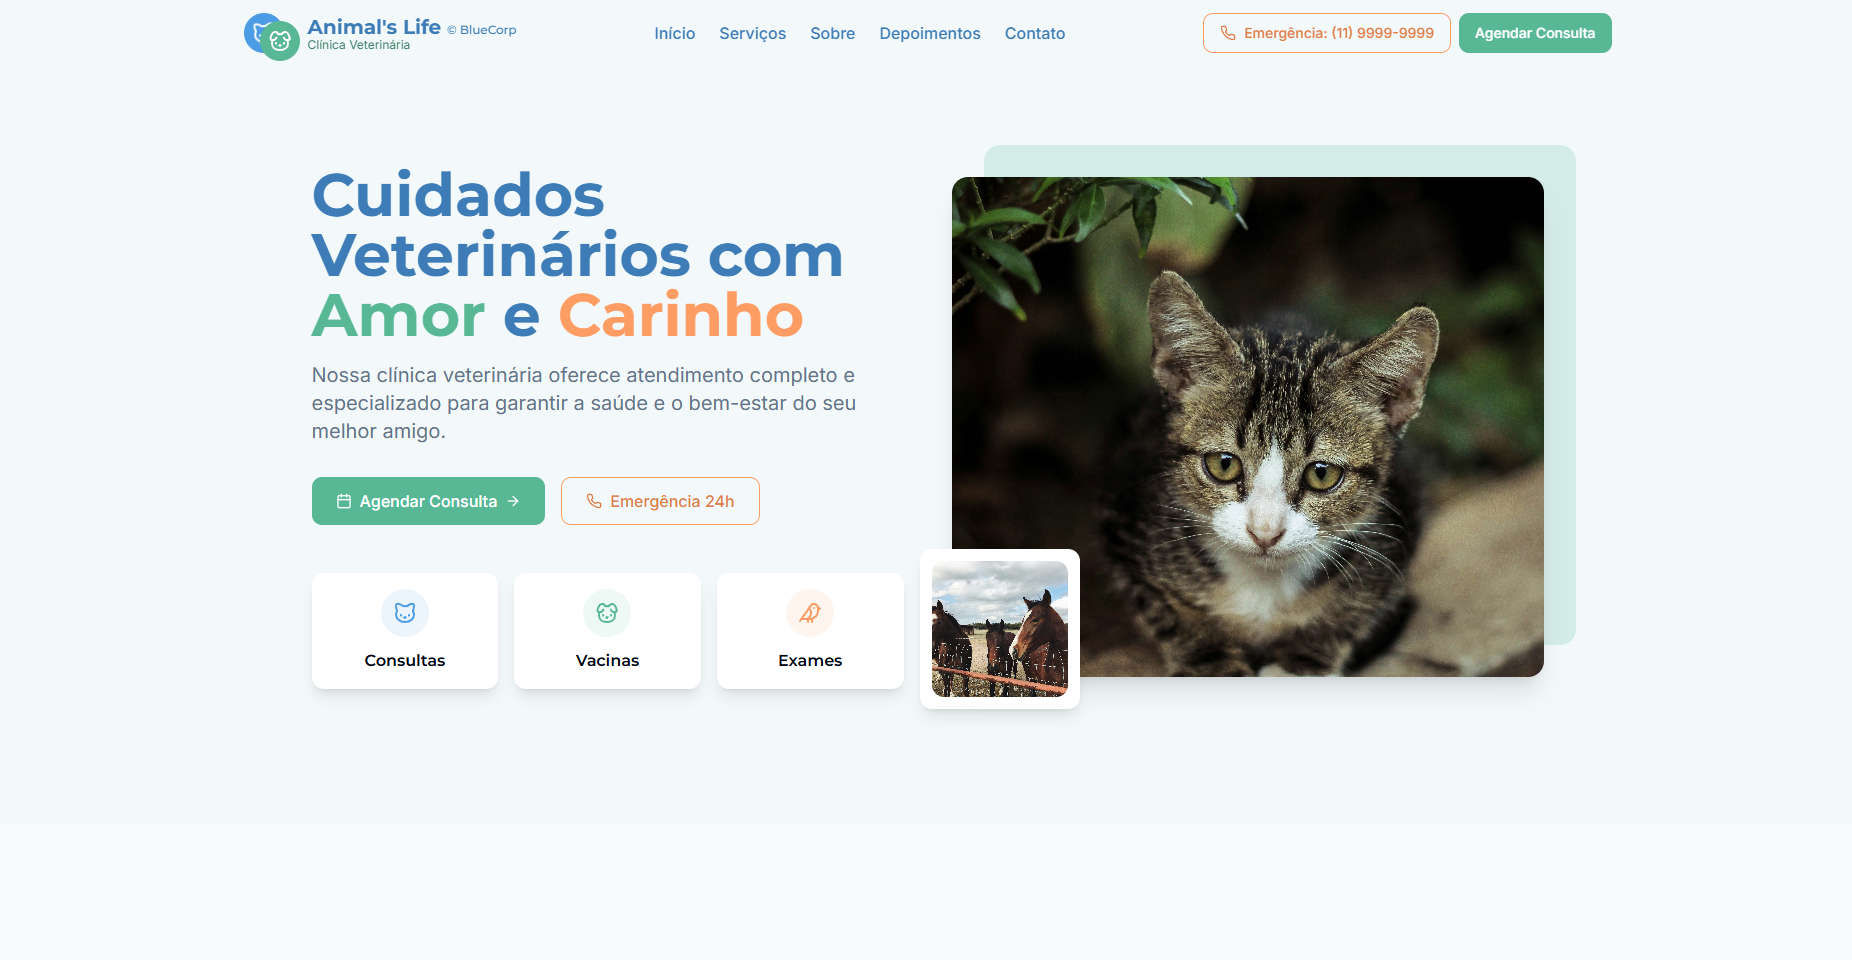 Animal's Life © BlueCorp
Clínica Veterinária
Início
Serviços
Sobre
Depoimentos
Contato
Emergência: (11) 9999-9999
Agendar Consulta
Cuidados
Veterinários com
Amor e Carinho
Nossa clínica veterinária oferece atendimento completo e
especializado para garantir a saúde e o bem-estar do seu
melhor amigo.
Agendar Consulta
Emergência 24h
Consultas
Vacinas
Exames